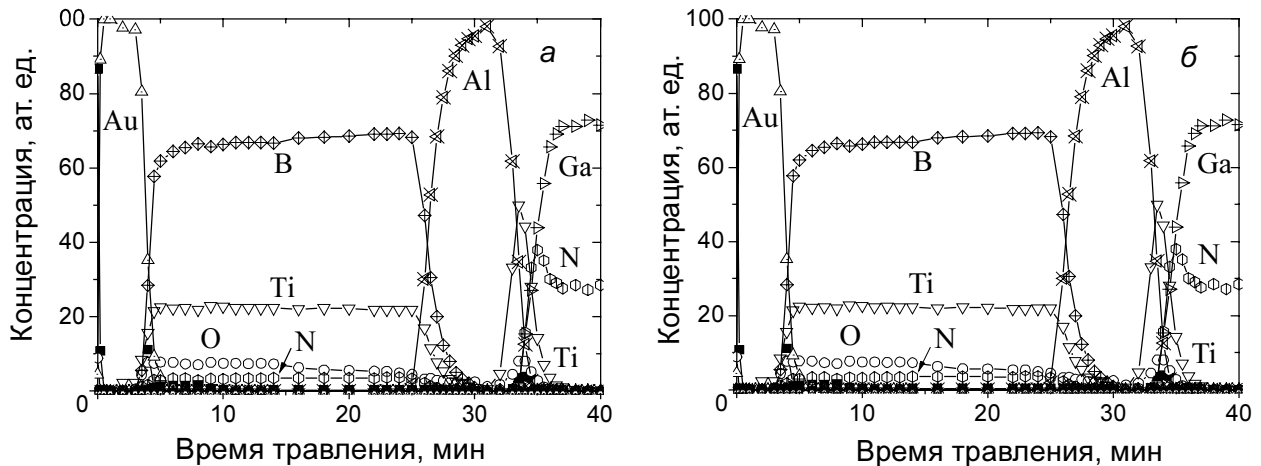 Концентрация, ат. ед.
00
80
60
40
20
0
10
20
30
40
Время травления, мин
а
Au
B
Ti
O
N
Al
Ga
N
Ti
Концентрация, ат. ед.
100
80
60
40
20
0
10
20
30
40
Время травления, мин
б
Au
B
Ti
O
N
Al
Ga
N
Ti